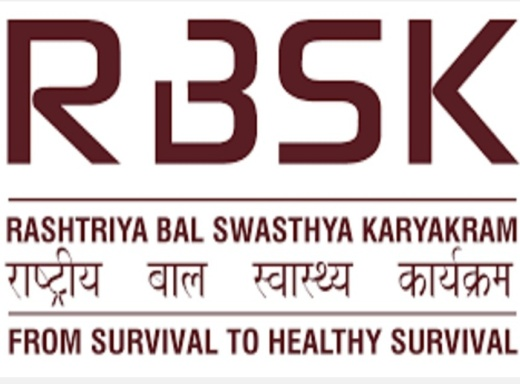 RBSK
RASHTRIYA BAL SWASTHYA KARYAKRAM
राष्ट्रीय बाल स्वास्थ्य कार्यक्रम
FROM SURVIVAL TO HEALTHY SURVIVAL